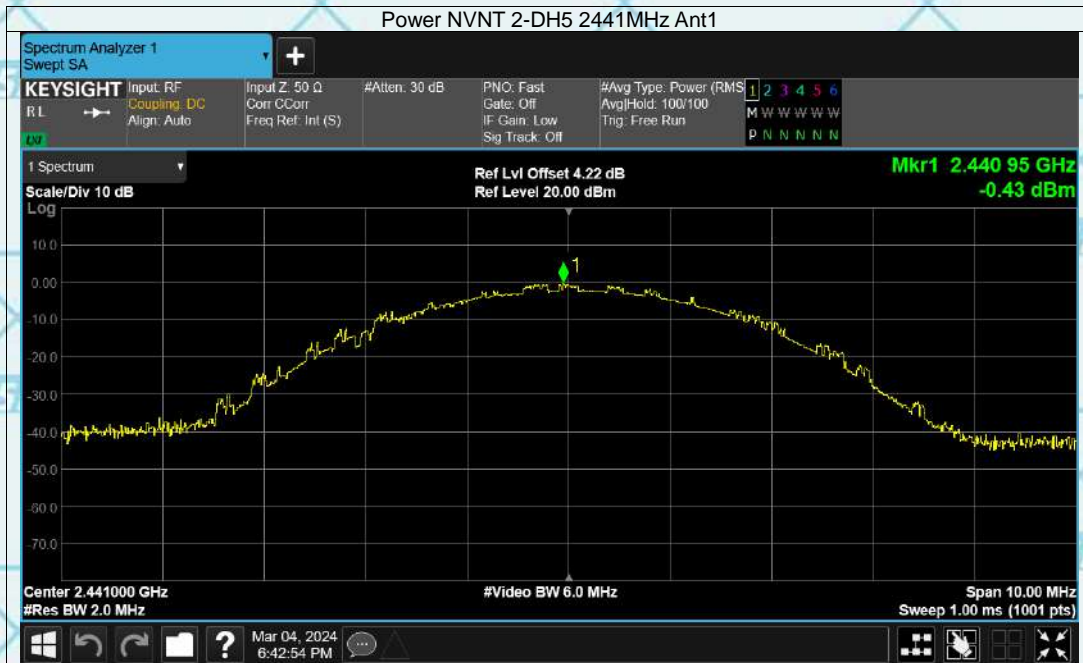 Power NVNT 2-DH5 2441MHz Ant1
Spectrum Analyzer 1
Swept SA
+
KEYSIGHT
RL
LXI
Input: RF
Coupling: DC
Align: Auto
Input Z: 50 Ω
Corr CCorr
Freq Ref: Int (S)
#Atten: 30 dB
PNO: Fast
Gate: Off
IF Gain: Low
Sig Track: Off
#Avg Type: Power (RMS
Avg|Hold: 100/100
Trig: Free Run
1 2 3 4 5 6
M W W W W W
P N N N N N
1 Spectrum
Scale/Div 10 dB
Log
Ref Lvl Offset 4.22 dB
Ref Level 20.00 dBm
Mkr1 2.440 95 GHz
-0.43 dBm
1
10.0
0.00
-10.0
-20.0
-30.0
-40.0
-50.0
-60.0
-70.0
Center 2.441000 GHz
#Res BW 2.0 MHz
#Video BW 6.0 MHz
Span 10.00 MHz
Sweep 1.00 ms (1001 pts)
?
Mar 04, 2024
6:42:54 PM